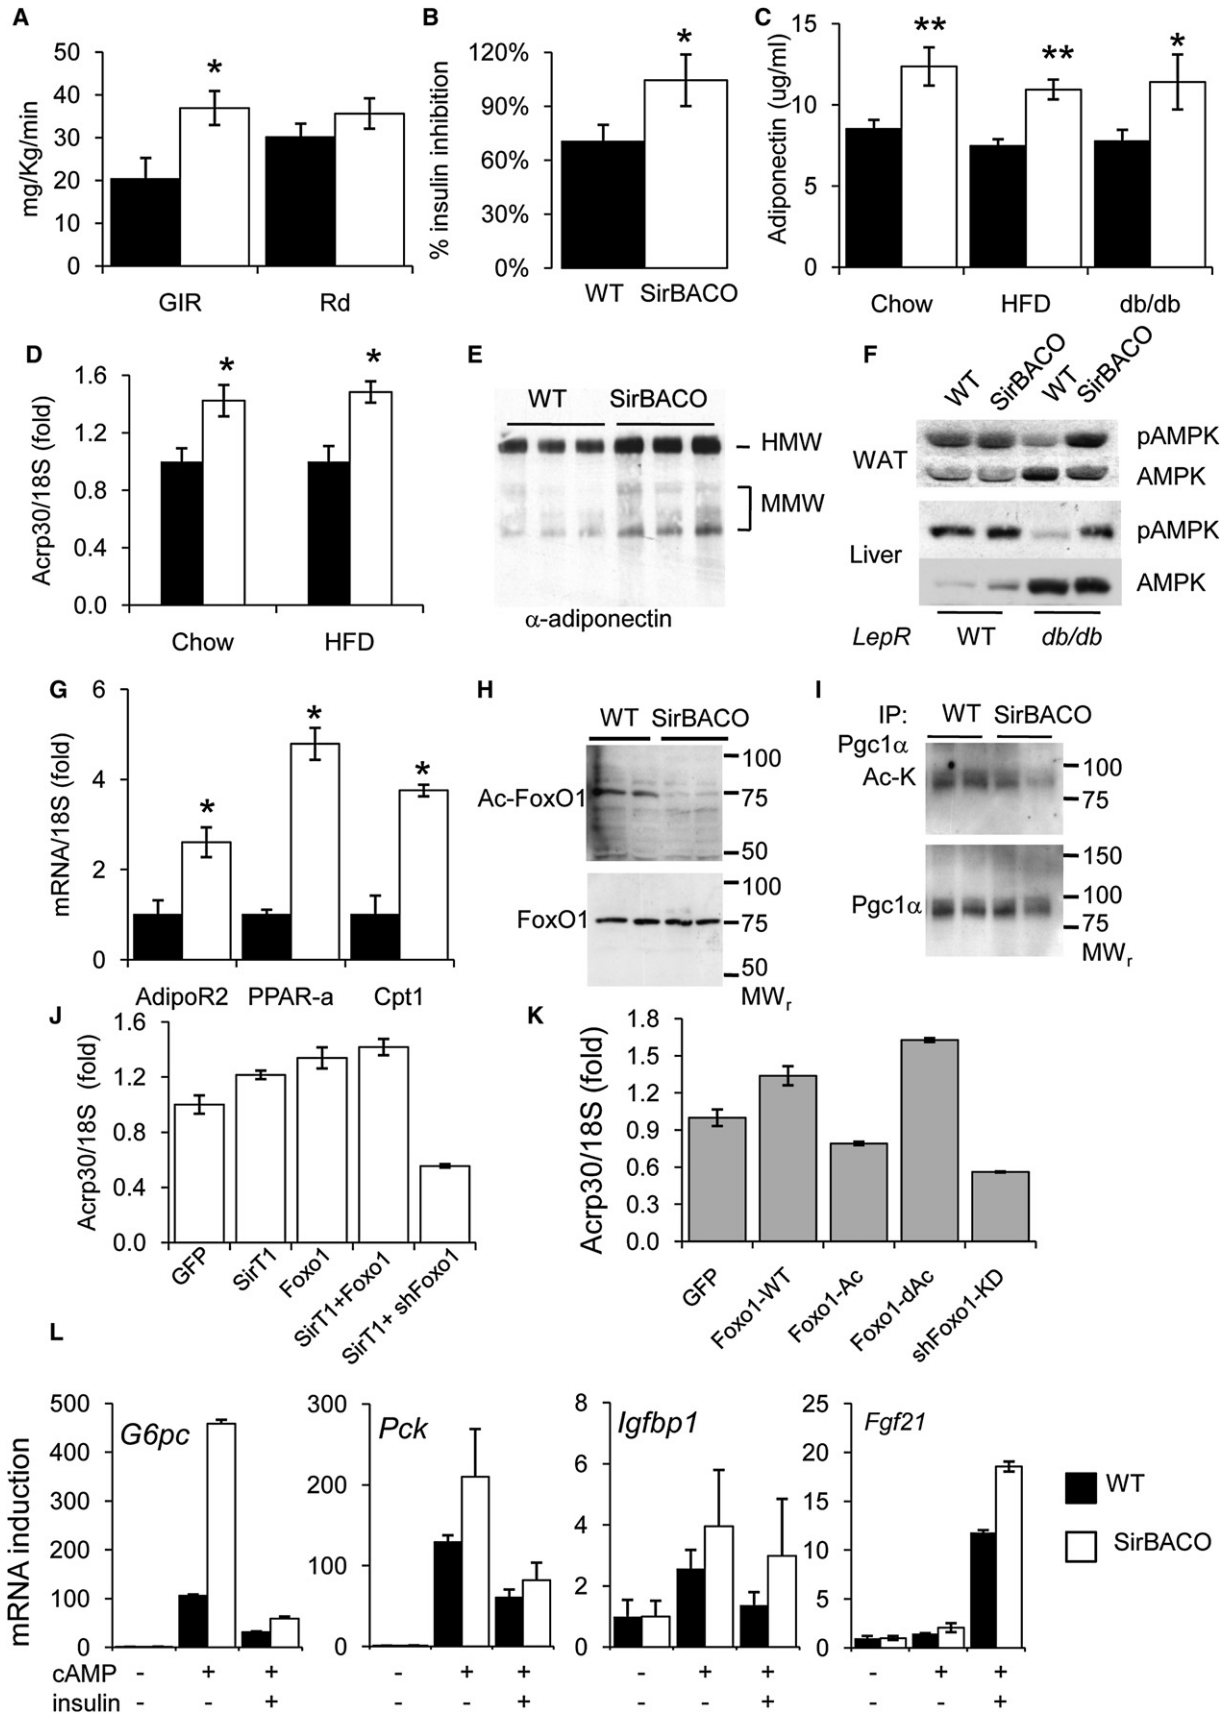 A
mg/Kg/min
50
40
30
20
10
0
*
GIR
Rd
B
% insulin inhibition
120%
90%
60%
30%
0%
*
WT SirBACO
C
Adiponectin (ug/ml)
15
10
5
0
**
**
*
Chow
HFD
db/db
D
Acrp30/18S (fold)
1.6
1.2
0.8
0.4
0.0
*
*
Chow
HFD
E
WT
SirBACO
HMW
MMW
α-adiponectin
F
WT
SirBACO
WT
SirBACO
WAT
pAMPK
AMPK
Liver
pAMPK
AMPK
LepR WT db/db
G
mRNA/18S (fold)
6
4
2
0
*
*
*
AdipoR2
PPAR-a
Cpt1
H
WT SirBACO
Ac-FoxO1
100
75
50
FoxO1
100
75
50
MWr
I
IP:
WT SirBACO
Pgc1α
Ac-K
100
75
Pgc1α
150
100
75
MWr
J
Acrp30/18S (fold)
1.6
1.2
0.8
0.4
0.0
GFP
SirT1
Foxo1
SirT1+Foxo1
SirT1+ shFoxo1
K
Acrp30/18S (fold)
1.8
1.5
1.2
0.9
0.6
0.3
0.0
GFP
Foxo1-WT
Foxo1-Ac
Foxo1-dAc
shFoxo1-KD
L
mRNA induction
500
400
300
200
100
0
G6pc
300
200
100
0
Pck
8
6
4
2
0
Igfbp1
25
20
15
10
5
0
Fgf21
WT
SirBACO
cAMP - + + - + + - + + - + +
insulin - - + - - + - - + - - +